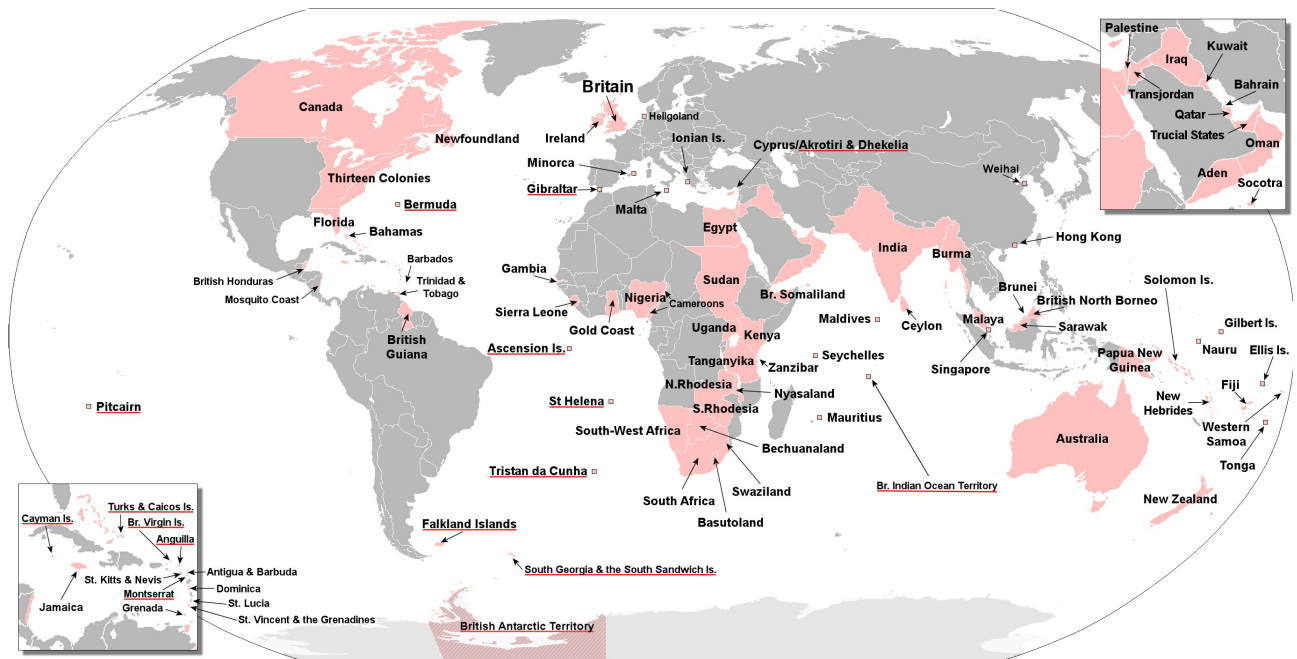 Palestine
Kuwait
Iraq
Transjordan
Bahrain
Qatar
Trucial States
Oman
Aden
Socotra
Canada
Newfoundland
Thirteen Colonies
Bermuda
Florida
Bahamas
British Honduras
Mosquito Coast
Barbados
Trinidad &
Tobago
British
Guiana
Pitcairn
Britain
Ireland
Heligoland
Minorca
Ionian Is.
Gibraltar
Malta
Cyprus/Akrotiri & Dhekelia
Weihai
Hong Kong
Egypt
India
Burma
Gambia
Sierra Leone
Gold Coast
Nigeria
Cameroons
Sudan
Br. Somaliland
Uganda
Kenya
Tanganyika
Zanzibar
Maldives
Ceylon
Seychelles
Brunei
British North Borneo
Malaya
Sarawak
Singapore
Solomon Is.
Gilbert Is.
Nauru
Ellis Is.
Papua New
Guinea
Fiji
New
Hebrides
Western
Samoa
Tonga
Ascension Is.
St Helena
Tristan da Cunha
N.Rhodesia
Nyasaland
S.Rhodesia
Mauritius
South-West Africa
Bechuanaland
Swaziland
South Africa
Basutoland
Br. Indian Ocean Territory
Australia
New Zealand
Falkland Islands
South Georgia & the South Sandwich Is.
British Antarctic Territory
Cayman Is.
Turks & Caicos Is.
Br. Virgin Is.
Anguilla
St. Kitts & Nevis
Antigua & Barbuda
Montserrat
Dominica
Jamaica
Grenada
St. Lucia
St. Vincent & the Grenadines